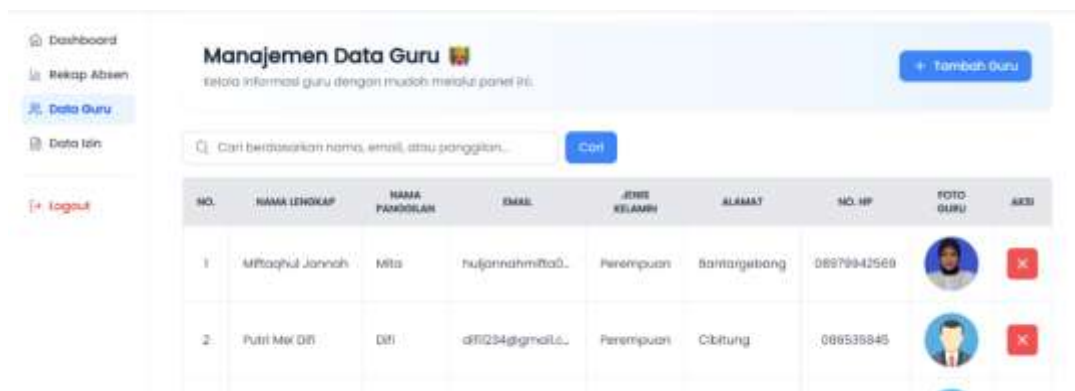 Dashboard
Rekap Absen
Data Guru
Data Izin
Logout
Manajemen Data Guru
Kelola informasi guru dengan mudah melalui panel ini.
+ Tambah Guru
Cari berdasarkan nama, email, atau panggilan...
Cari
NO. NAMA LENGKAP NAMA PANGGILAN EMAIL JENIS KELAMIN ALAMAT NO. HP FOTO GURU AKSI
1 Miftaqhul Jannah Mita huljannahmifta0... Perempuan Bantargebang 08979942569
2 Putri Mei Difi Difi difi1234@gmail.c... Perempuan Cibitung 089535845